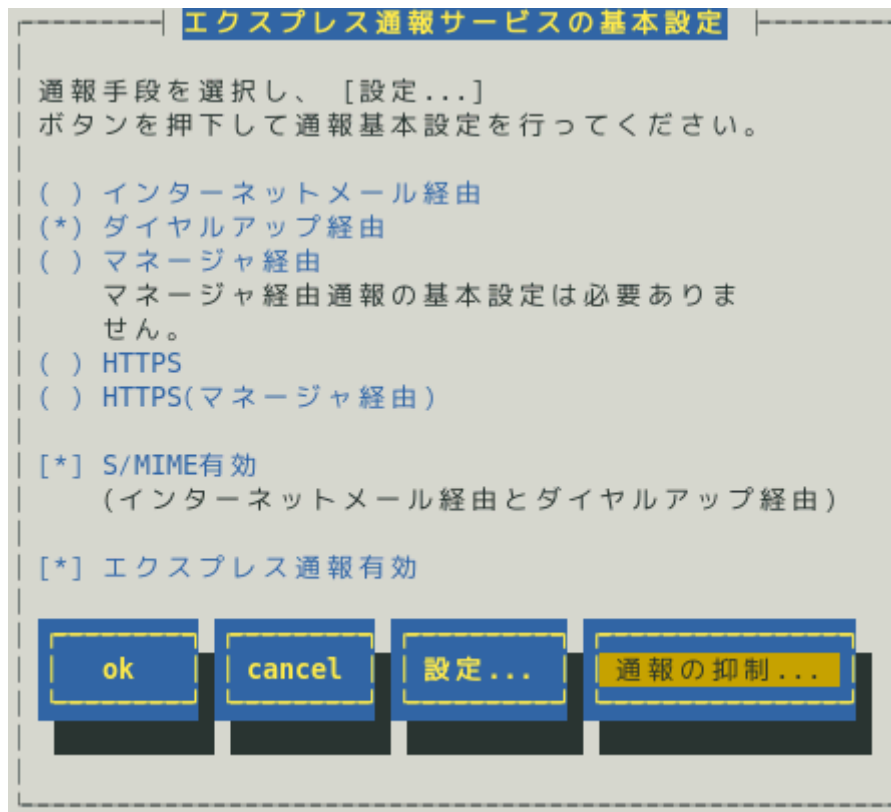 エクスプレス通報サービスの基本設定
通報手段を選択し、 [設定...]
ボタンを押下して通報基本設定を行ってください。
( ) インターネットメール経由
(*) ダイヤルアップ経由
( ) マネージャ経由
マネージャ経由通報の基本設定は必要ありま
せん。
( ) HTTPS
( ) HTTPS(マネージャ経由)
[*] S/MIME有効
(インターネットメール経由とダイヤルアップ経由)
[*] エクスプレス通報有効
ok cancel 設定... 通報の抑制...